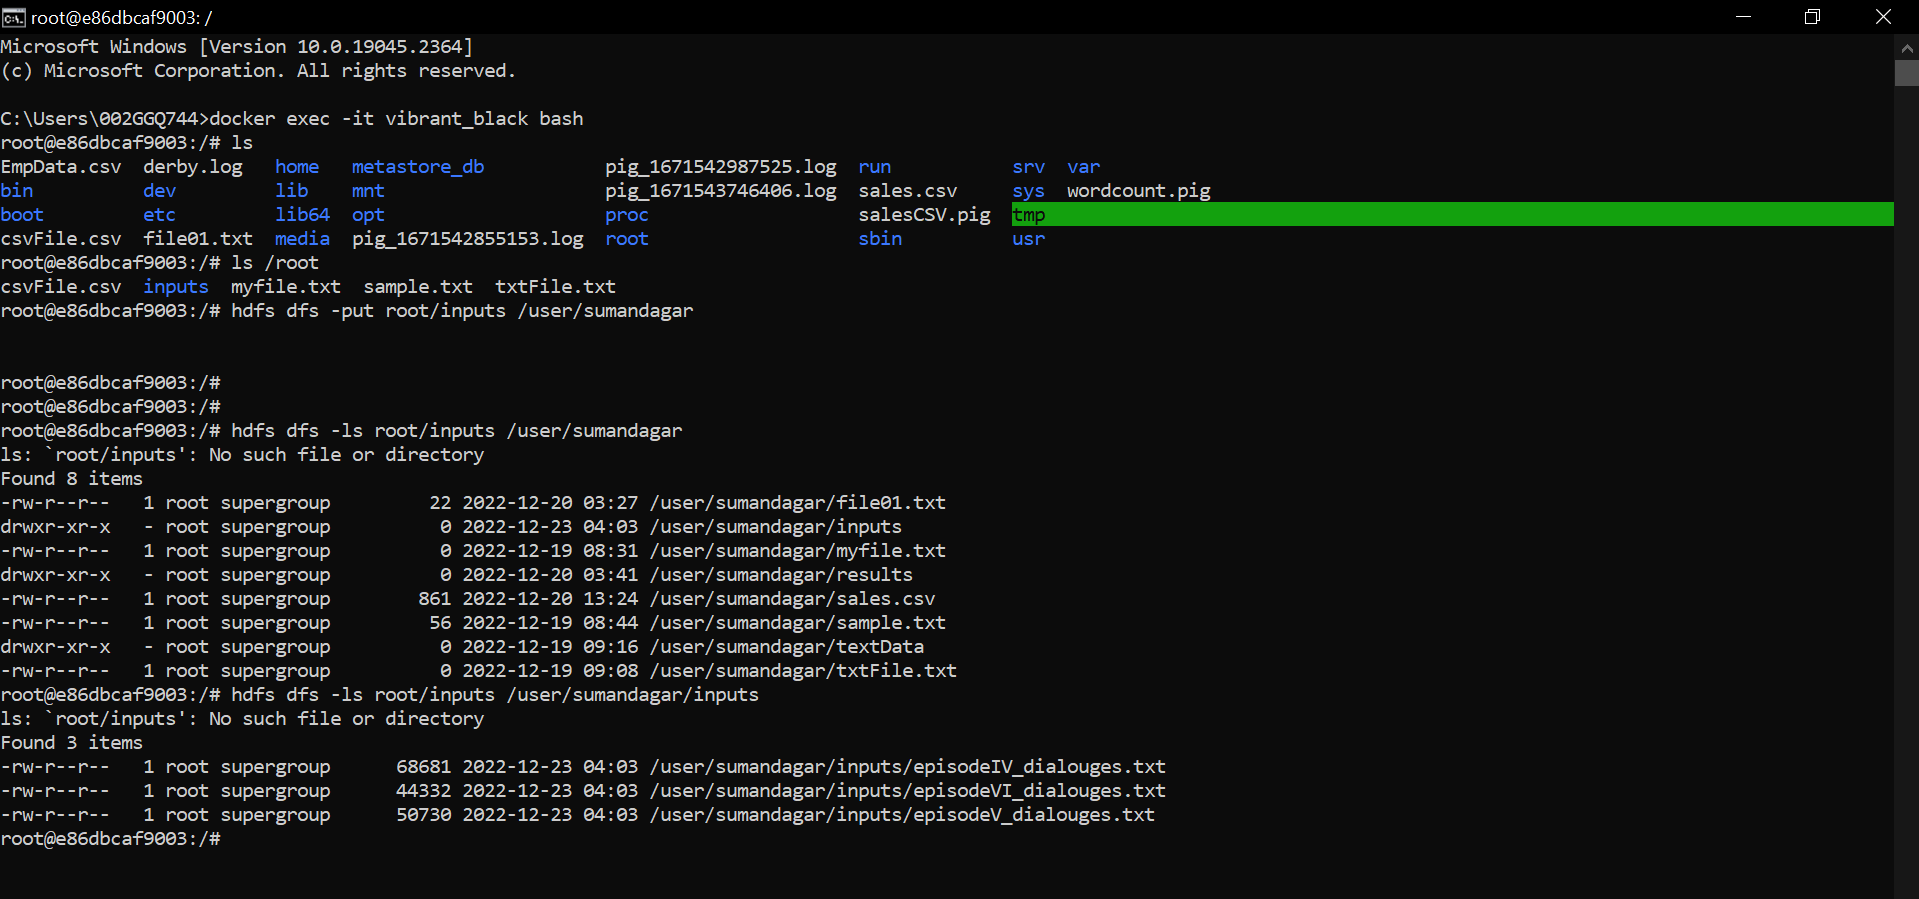 root@e86dbcaf9003: /
Microsoft Windows [Version 10.0.19045.2364]
(c) Microsoft Corporation. All rights reserved.
C:\Users\002GGQ744>docker exec -it vibrant_black bash
root@e86dbcaf9003:/# ls
EmpData.csv  derby.log   home   metastore_db           pig_1671542987525.log  run           srv  var
bin          dev         lib    mnt                    pig_1671543746406.log  sales.csv     sys  wordcount.pig
boot         etc         lib64  opt                    proc                   salesCSV.pig  tmp
csvFile.csv  file01.txt  media  pig_1671542855153.log  root                   sbin          usr
root@e86dbcaf9003:/# ls /root
csvFile.csv  inputs  myfile.txt  sample.txt  txtFile.txt
root@e86dbcaf9003:/# hdfs dfs -put root/inputs /user/sumandagar
root@e86dbcaf9003:/#
root@e86dbcaf9003:/#
root@e86dbcaf9003:/# hdfs dfs -ls root/inputs /user/sumandagar
ls: `root/inputs': No such file or directory
Found 8 items
-rw-r--r--   1 root supergroup         22 2022-12-20 03:27 /user/sumandagar/file01.txt
drwxr-xr-x   - root supergroup          0 2022-12-23 04:03 /user/sumandagar/inputs
-rw-r--r--   1 root supergroup          0 2022-12-19 08:31 /user/sumandagar/myfile.txt
drwxr-xr-x   - root supergroup          0 2022-12-20 03:41 /user/sumandagar/results
-rw-r--r--   1 root supergroup        861 2022-12-20 13:24 /user/sumandagar/sales.csv
-rw-r--r--   1 root supergroup         56 2022-12-19 08:44 /user/sumandagar/sample.txt
drwxr-xr-x   - root supergroup          0 2022-12-19 09:16 /user/sumandagar/textData
-rw-r--r--   1 root supergroup          0 2022-12-19 09:08 /user/sumandagar/txtFile.txt
root@e86dbcaf9003:/# hdfs dfs -ls root/inputs /user/sumandagar/inputs
ls: `root/inputs': No such file or directory
Found 3 items
-rw-r--r--   1 root supergroup      68681 2022-12-23 04:03 /user/sumandagar/inputs/episodeIV_dialouges.txt
-rw-r--r--   1 root supergroup      44332 2022-12-23 04:03 /user/sumandagar/inputs/episodeVI_dialouges.txt
-rw-r--r--   1 root supergroup      50730 2022-12-23 04:03 /user/sumandagar/inputs/episodeV_dialouges.txt
root@e86dbcaf9003:/#